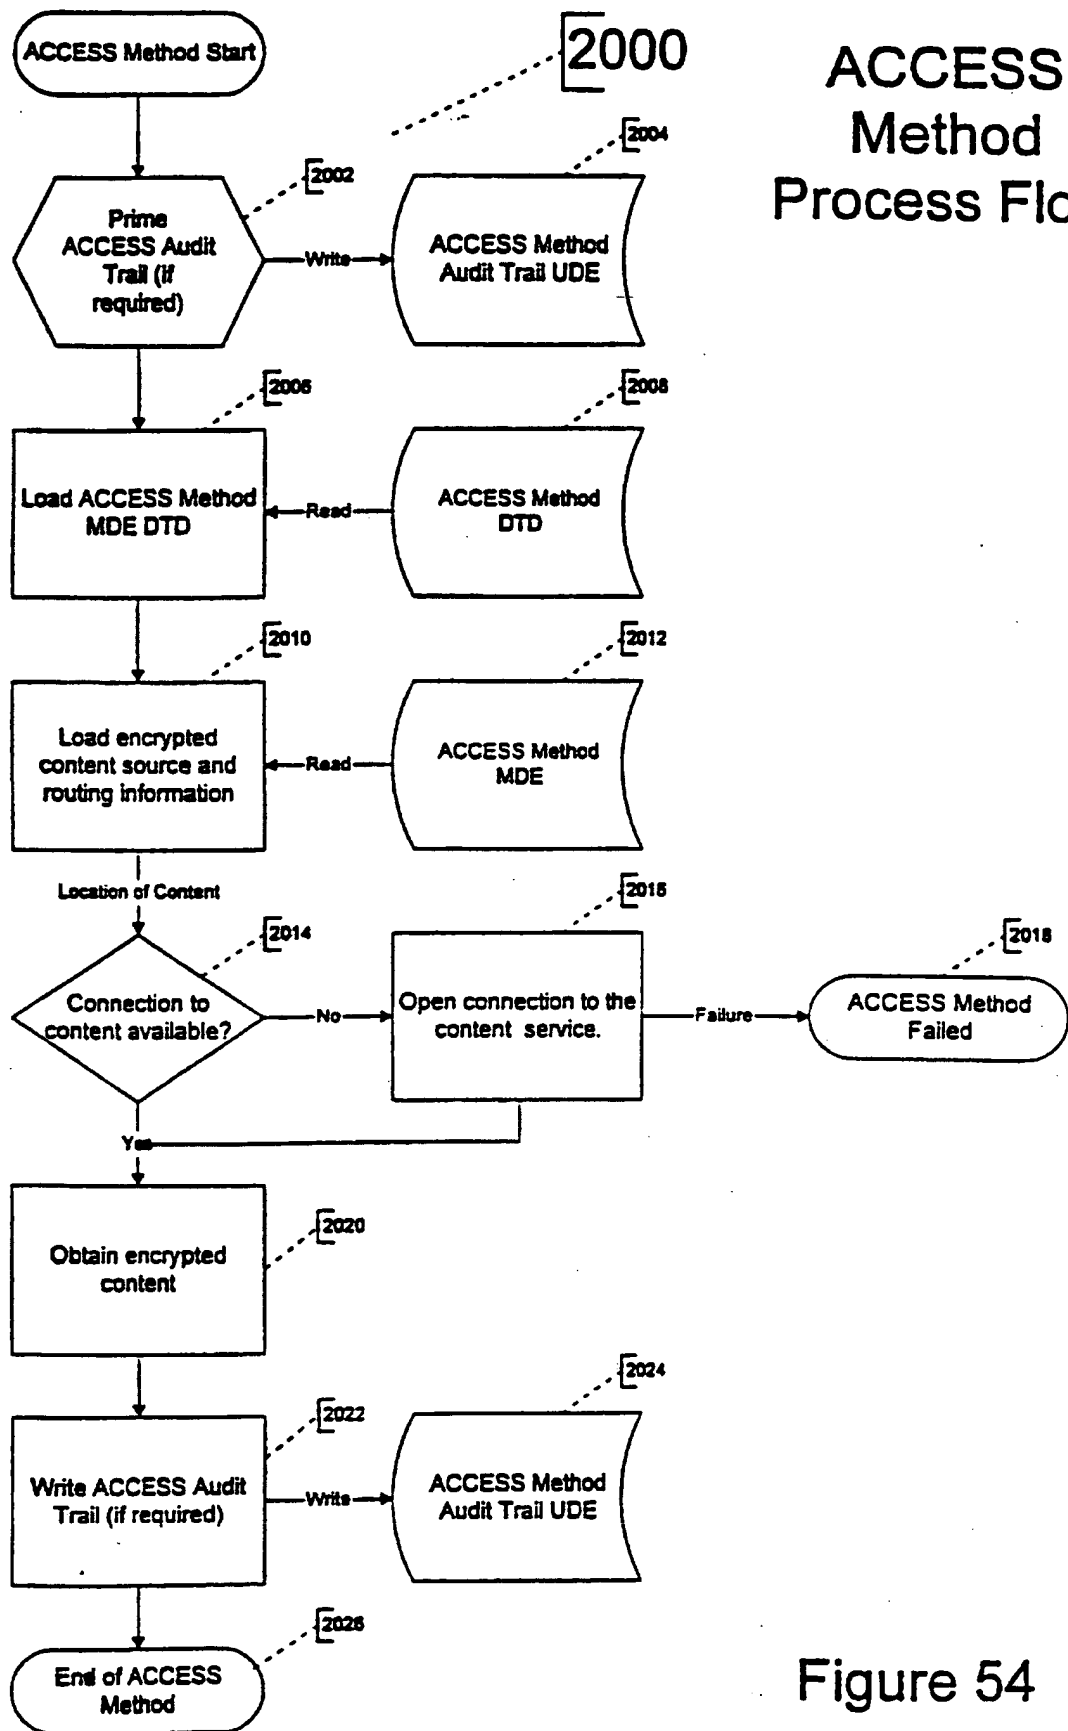 ACCESS Method Start
2000
ACCESS
Method
Process Flo
2002
2004
Prime
ACCESS Audit
Trail (if
required)
Write
ACCESS Method
Audit Trail UDE
2006
2008
Load ACCESS Method
MDE DTD
Read
ACCESS Method
DTD
2010
2012
Load encrypted
content source and
routing information
Read
ACCESS Method
MDE
Location of Content
2014
2016
2018
Connection to
content available?
No
Open connection to the
content service.
Failure
ACCESS Method
Failed
Yes
2020
Obtain encrypted
content
2022
2024
Write ACCESS Audit
Trail (if required)
Write
ACCESS Method
Audit Trail UDE
2026
End of ACCESS
Method
Figure 54